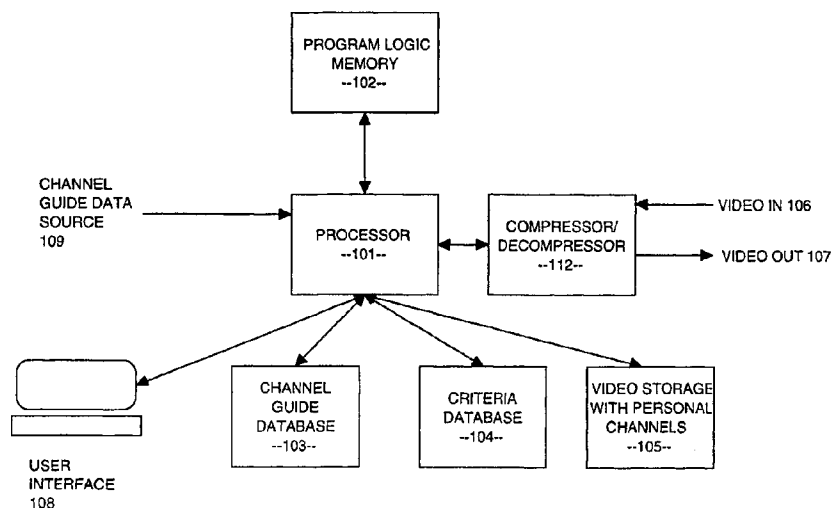 PROGRAM LOGIC
MEMORY
--102--
CHANNEL
GUIDE DATA
SOURCE
109
PROCESSOR
--101--
COMPRESSOR/
DECOMPRESSOR
--112--
VIDEO IN 106
VIDEO OUT 107
USER
INTERFACE
108
CHANNEL
GUIDE
DATABASE
--103--
CRITERIA
DATABASE
--104--
VIDEO STORAGE
WITH PERSONAL
CHANNELS
--105--